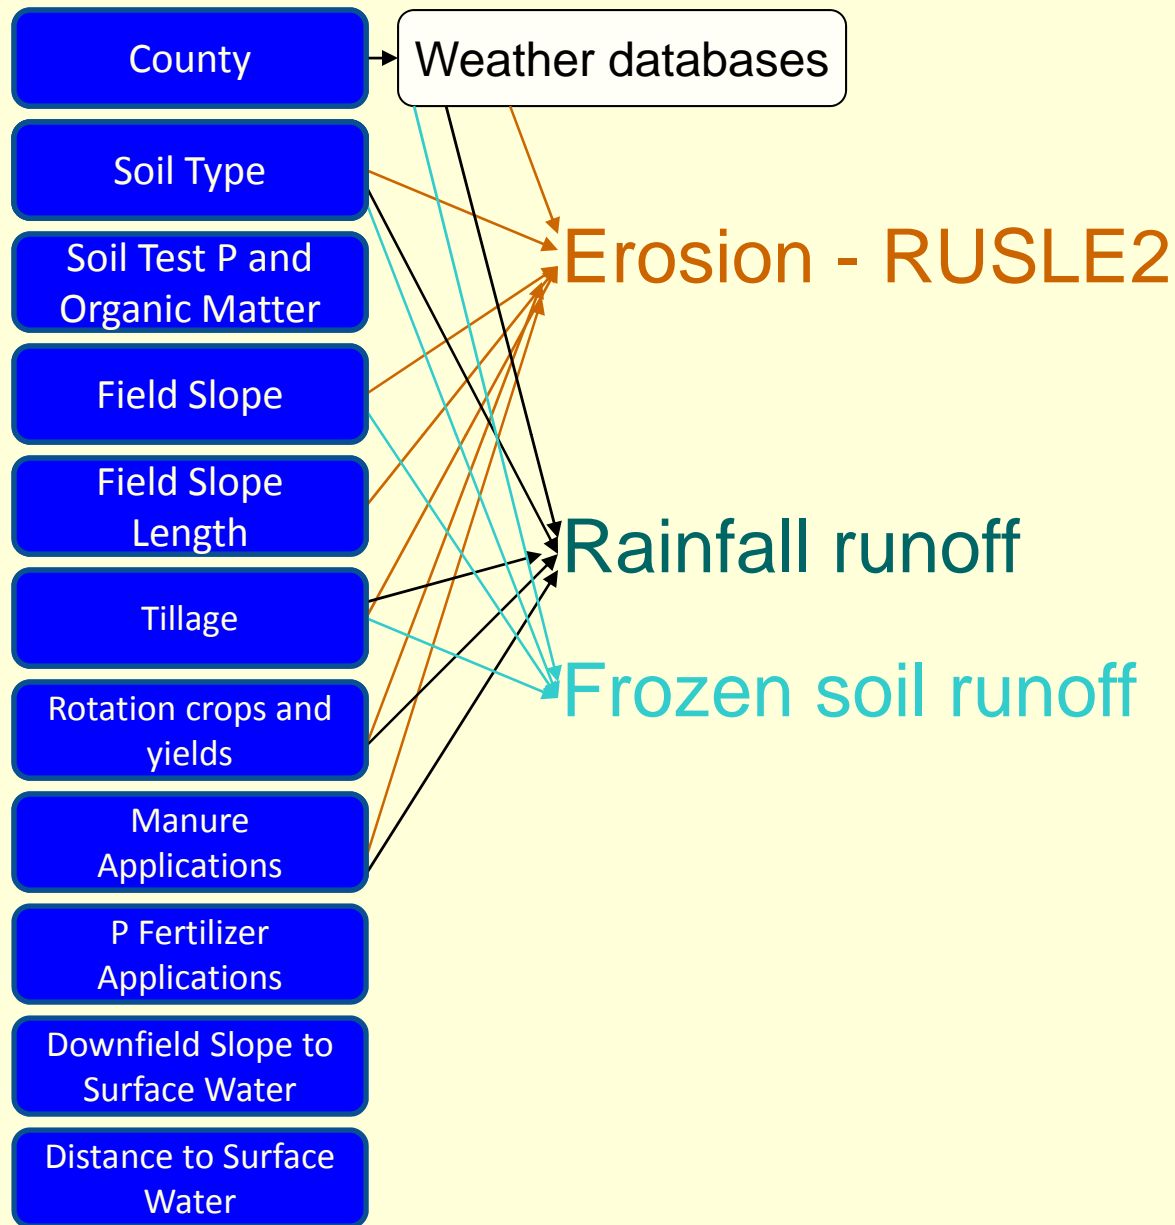 County
Weather databases
Soil Type
Soil Test P and
Organic Matter
Erosion - RUSLE2
Field Slope
Field Slope
Length
Rainfall runoff
Tillage
Frozen soil runoff
Rotation crops and
yields
Manure
Applications
P Fertilizer
Applications
Downfield Slope to
Surface Water
Distance to Surface
Water